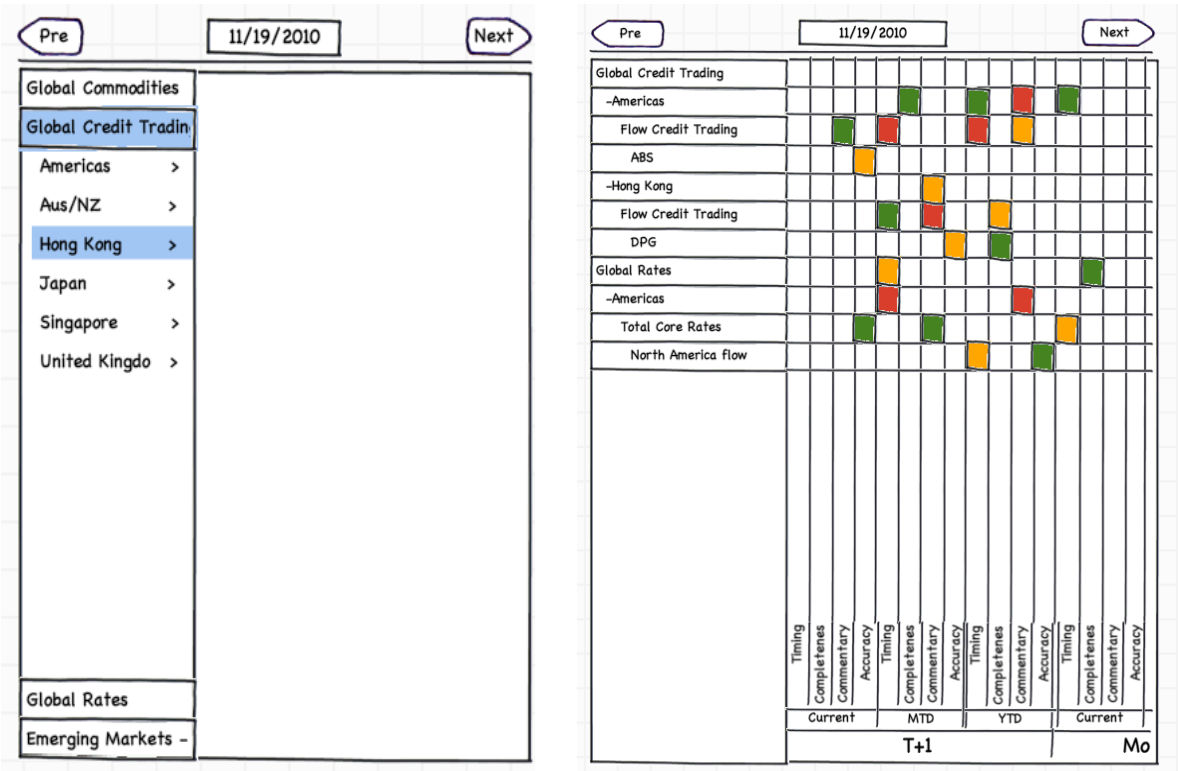 Pre
11/19/2010
Next
Global Commodities
Global Credit Tradin
Americas >
Aus/NZ >
Hong Kong >
Japan >
Singapore >
United Kingdo >
Global Rates
Emerging Markets -
Pre
11/19/2010
Next
Global Credit Trading
-Americas
Flow Credit Trading
ABS
-Hong Kong
Flow Credit Trading
DPG
Global Rates
-Americas
Total Core Rates
North America flow
Timing
Completenes
Commentary
Accuracy
Timing
Completenes
Commentary
Accuracy
Timing
Completenes
Commentary
Accuracy
Timing
Completenes
Commentary
Accuracy
Current
MTD
YTD
Current
T+1
Mo